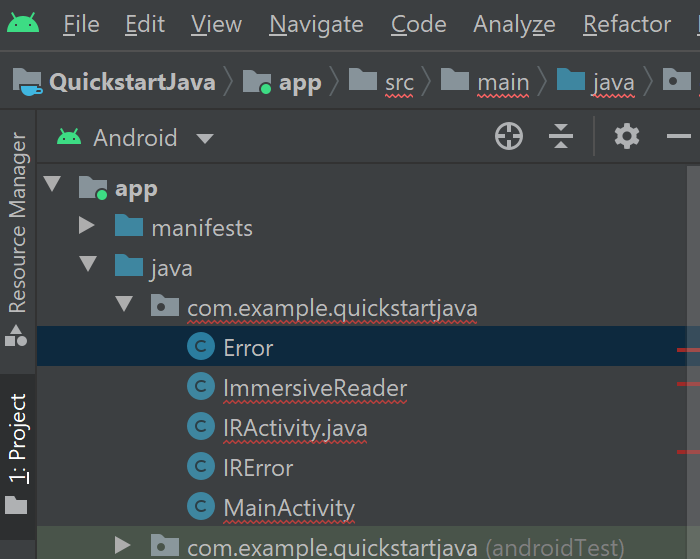 File Edit View Navigate Code Analyze Refactor
QuickstartJava app src main java
Android
app
manifests
java
com.example.quickstartjava
Error
ImmersiveReader
IRActivity.java
IRError
MainActivity
com.example.quickstartjava (androidTest)
Resource Manager
1: Project